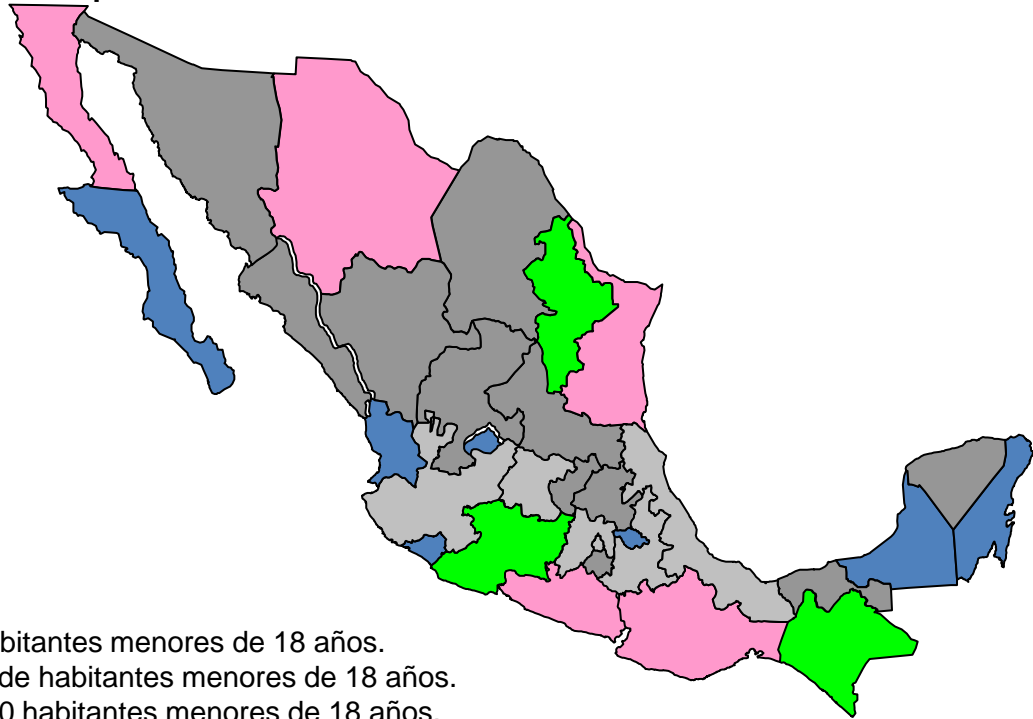 bitantes menores de 18 años.
de habitantes menores de 18 años.
0 habitantes menores de 18 años.